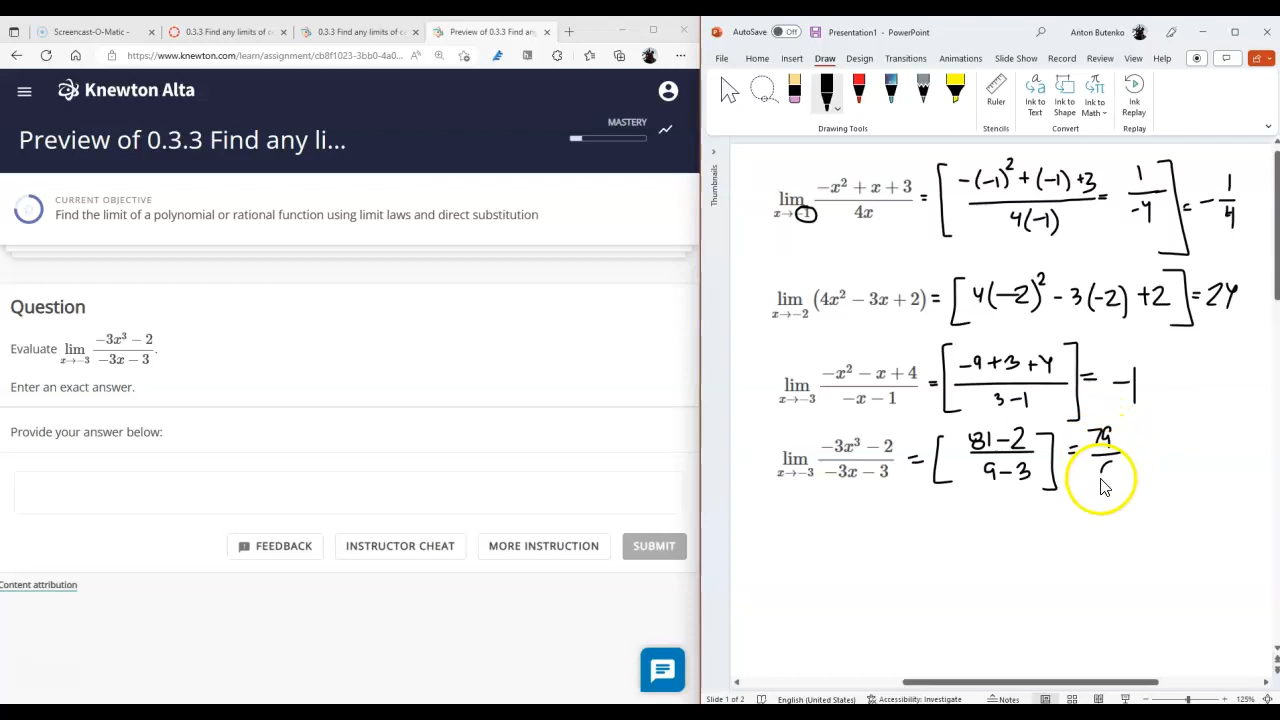 Screencast-O-Matic -
0.3.3 Find any limits of c
0.3.3 Find any limits of c
Preview of 0.3.3 Find any
https://www.knewton.com/learn/assignment/cb8f1023-3bb0-4a0...
Knewton Alta
Preview of 0.3.3 Find any li...
MASTERY
CURRENT OBJECTIVE
Find the limit of a polynomial or rational function using limit laws and direct substitution
Question
Evaluate lim x→−3 (−3x³ − 2)/(−3x − 3).
Enter an exact answer.
Provide your answer below:
FEEDBACK
INSTRUCTOR CHEAT
MORE INSTRUCTION
SUBMIT
Content attribution
AutoSave Off Presentation1 - PowerPoint Anton Butenko
File Home Insert Draw Design Transitions Animations Slide Show Record Review View Help
Ruler
Ink to Text
Ink to Shape
Ink to Math
Ink Replay
Drawing Tools Stencils Convert Replay
Thumbnails
lim x→−1 (−x² + x + 3)/(4x) = [(−(−1)² + (−1) + 3)/(4(−1)) = 1/−4] = −1/4
lim x→−2 (4x² − 3x + 2) = [4(−2)² − 3(−2) + 2] = 24
lim x→−3 (−x² − x + 4)/(−x − 1) = [(−9 + 3 + 4)/(3 − 1)] = −1
lim x→−3 (−3x³ − 2)/(−3x − 3) = [(81 − 2)/(9 − 3)] = 79
Slide 1 of 2 English (United States) Accessibility: Investigate Notes 125%